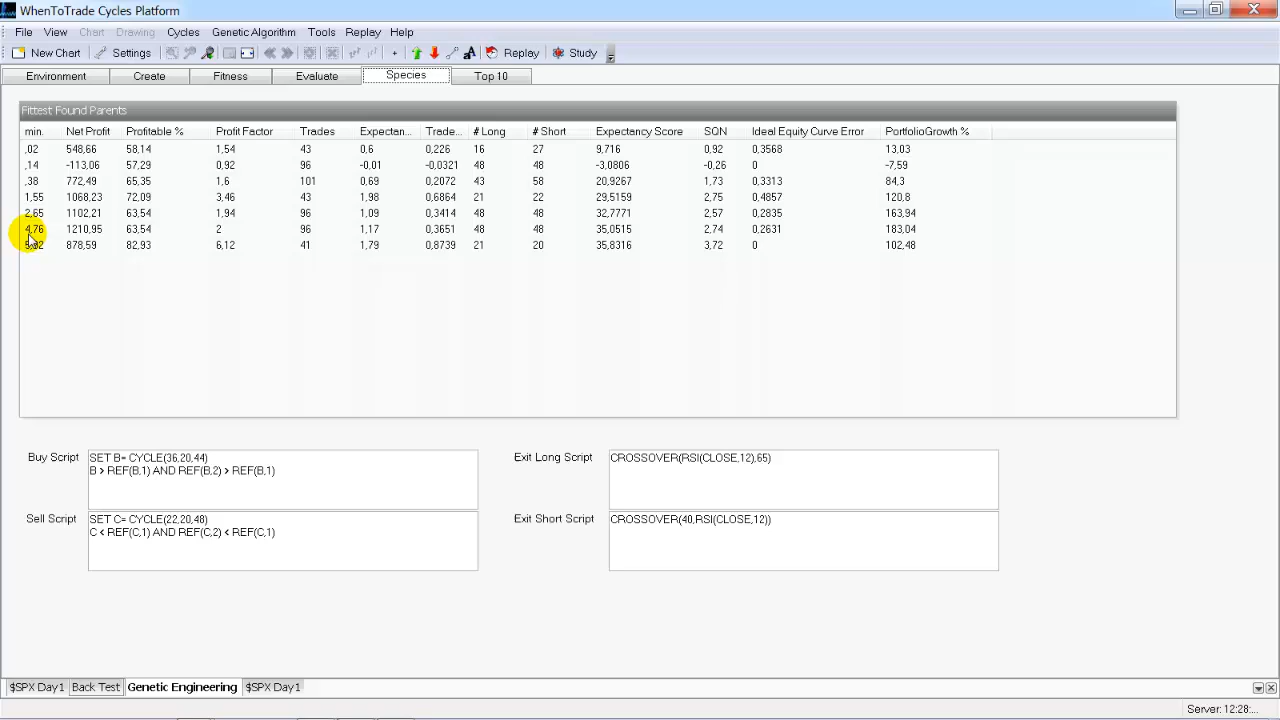 WhenToTrade Cycles Platform
File View Chart Drawing Cycles Genetic Algorithm Tools Replay Help
New Chart Settings A Replay Study
Environment Create Fitness Evaluate Species Top 10
Fittest Found Parents
min. Net Profit Profitable % Profit Factor Trades Expectan... Trade... # Long # Short Expectancy Score SQN Ideal Equity Curve Error PortfolioGrowth %
,02 548,66 58,14 1,54 43 0,6 0,226 16 27 9,716 0,92 0,3568 13,03
,14 -113,06 57,29 0,92 96 -0,01 -0,0321 48 48 -3,0806 -0,26 0 -7,59
,38 772,49 65,35 1,6 101 0,69 0,2072 43 58 20,9267 1,73 0,3313 84,3
1,55 1068,23 72,09 3,46 43 1,98 0,6864 21 22 29,5159 2,75 0,4857 120,8
2,65 1102,21 63,54 1,94 96 1,09 0,3414 48 48 32,7771 2,57 0,2835 163,94
4,76 1210,95 63,54 2 96 1,17 0,3651 48 48 35,0515 2,74 0,2631 183,04
878,59 82,93 6,12 41 1,79 0,8739 21 20 35,8316 3,72 0 102,48
Buy Script SET B= CYCLE(36,20,44)
B > REF(B,1) AND REF(B,2) > REF(B,1)
Exit Long Script CROSSOVER(RSI(CLOSE,12),65)
Sell Script SET C= CYCLE(22,20,48)
C < REF(C,1) AND REF(C,2) < REF(C,1)
Exit Short Script CROSSOVER(40,RSI(CLOSE,12))
$SPX Day1 Back Test Genetic Engineering $SPX Day1
Server: 12:28:...